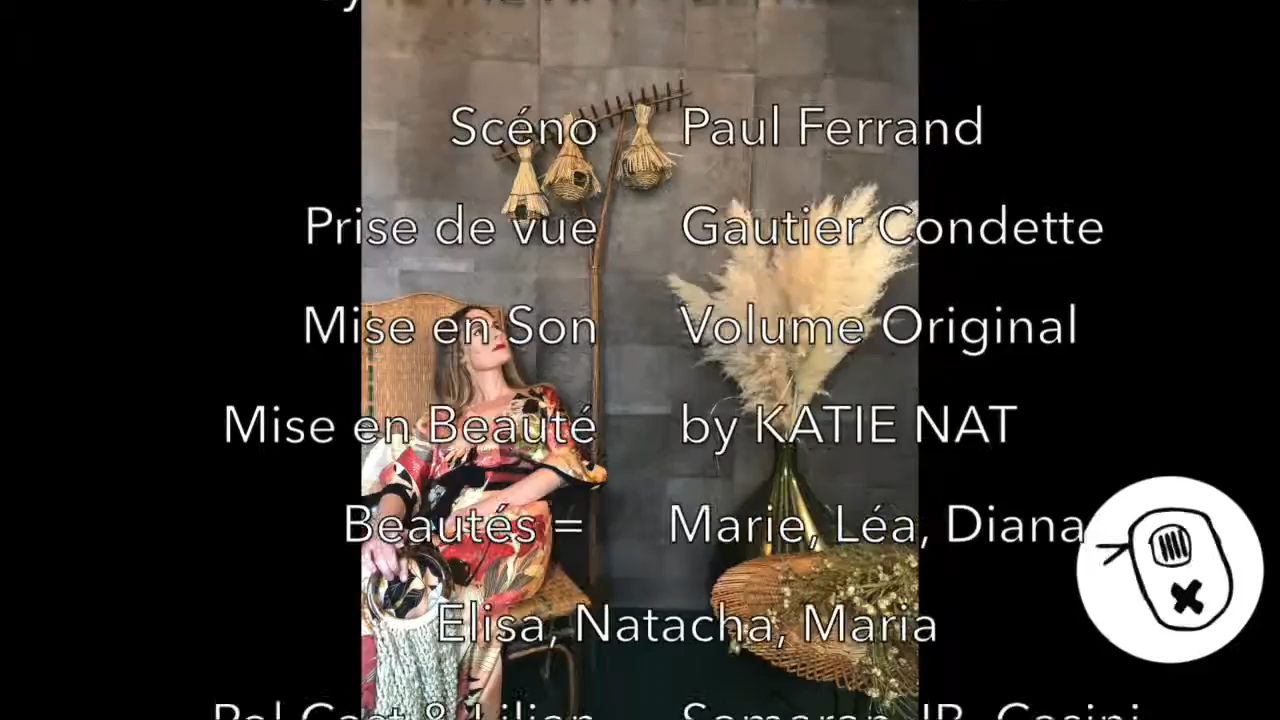 Scéno Paul Ferrand
Prise de vue Gautier Condette
Mise en Son Volume Original
Mise en Beauté by KATIE NAT
Beautés = Marie, Léa, Diana
Elisa, Natacha, Maria